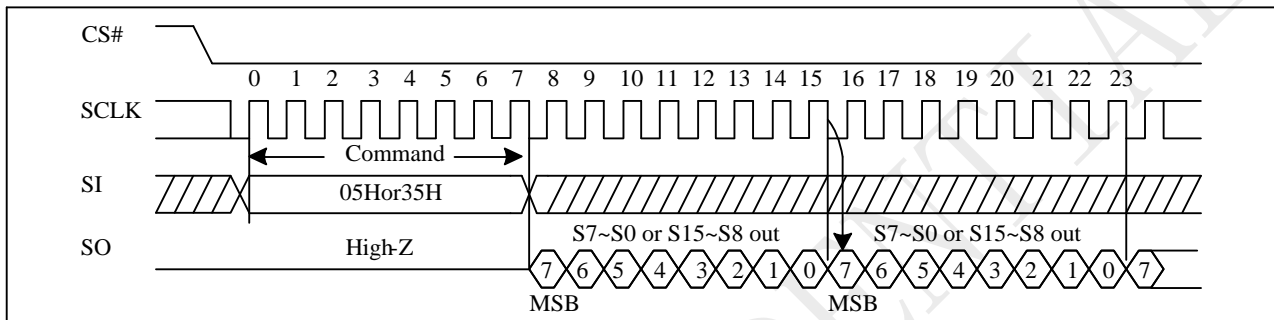 CS#
0 1 2 3 4 5 6 7 8 9 10 11 12 13 14 15 16 17 18 19 20 21 22 23
SCLK
Command
SI
05Hor35H
S7~S0 or S15~S8 out S7~S0 or S15~S8 out
SO
High-Z
7 6 5 4 3 2 1 0 7 6 5 4 3 2 1 0 7
MSB MSB